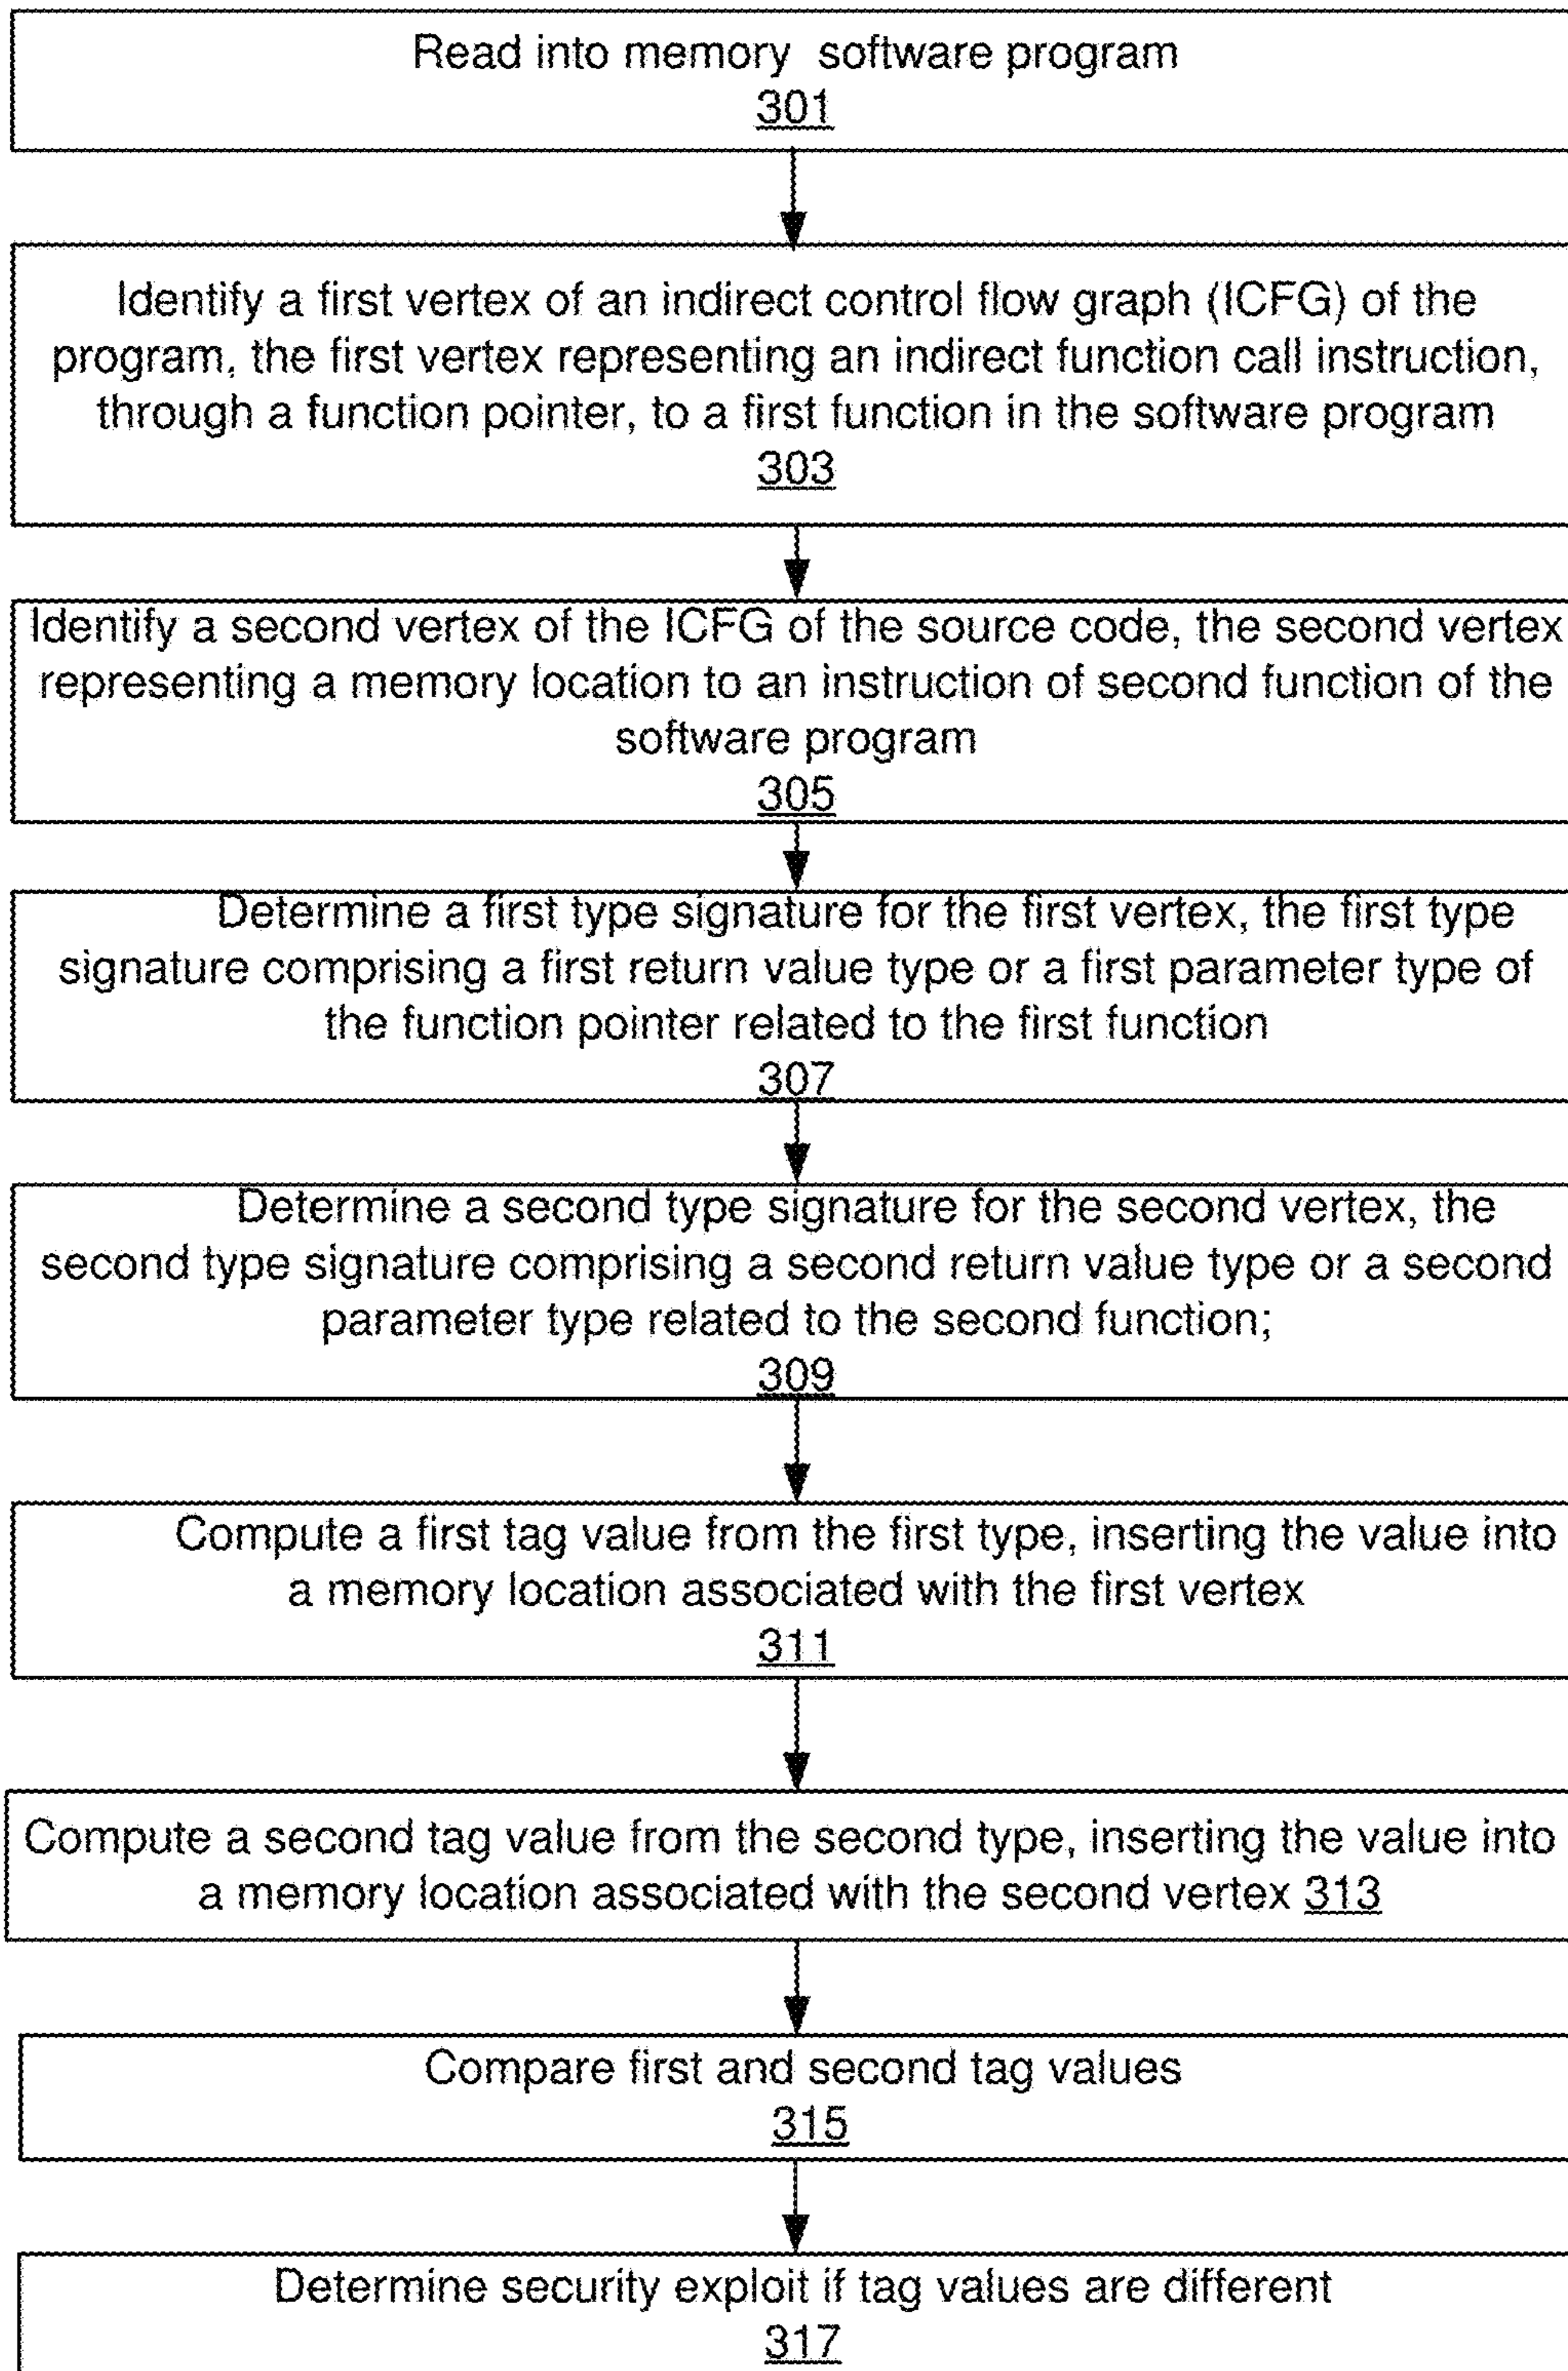 Read into memory software program
301
Identify a first vertex of an indirect control flow graph (ICFG) of the
program, the first vertex representing an indirect function call instruction,
through a function pointer, to a first function in the software program
303
Identify a second vertex of the ICFG of the source code, the second vertex
representing a memory location to an instruction of second function of the
software program
305
Determine a first type signature for the first vertex, the first type
signature comprising a first return value type or a first parameter type of
the function pointer related to the first function
307
Determine a second type signature for the second vertex, the
second type signature comprising a second return value type or a second
parameter type related to the second function;
309
Compute a first tag value from the first type, inserting the value into
a memory location associated with the first vertex
311
Compute a second tag value from the second type, inserting the value into
a memory location associated with the second vertex 313
Compare first and second tag values
315
Determine security exploit if tag values are different
317